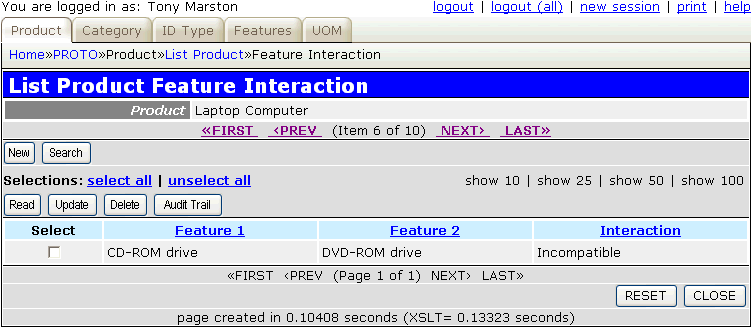 You are logged in as: Tony Marston logout | logout (all) | new session | print | help
Product Category ID Type Features UOM
Home»PROTO»Product»List Product»Feature Interaction
List Product Feature Interaction
Product Laptop Computer
«FIRST ‹PREV (Item 6 of 10) NEXT› LAST»
New Search
Selections: select all | unselect all show 10 | show 25 | show 50 | show 100
Read Update Delete Audit Trail
Select Feature 1 Feature 2 Interaction
CD-ROM drive DVD-ROM drive Incompatible
«FIRST ‹PREV (Page 1 of 1) NEXT› LAST»
RESET CLOSE
page created in 0.10408 seconds (XSLT= 0.13323 seconds)